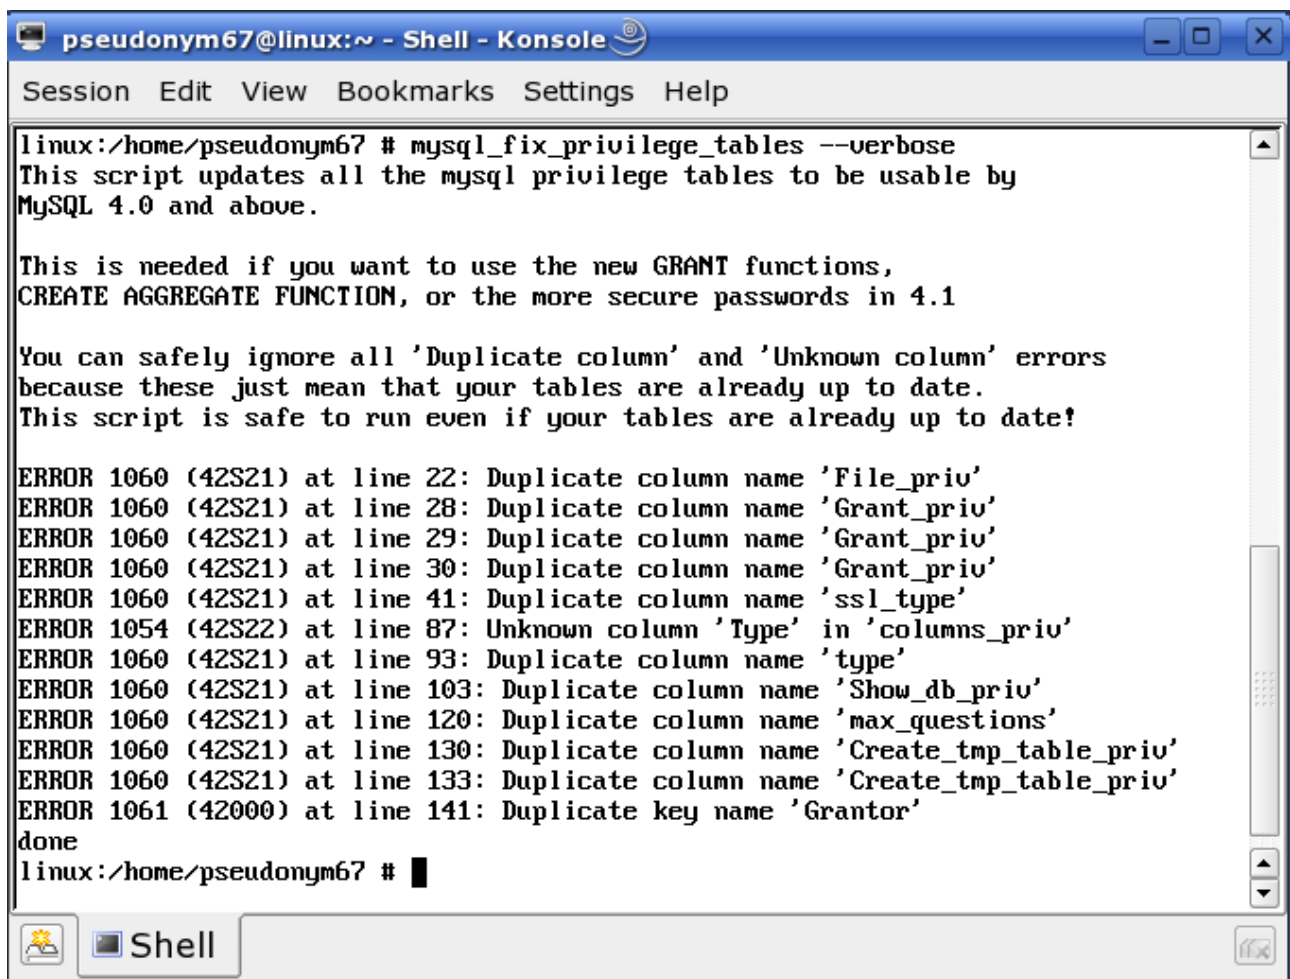 pseudonym67@linux:~ - Shell - Konsole
Session Edit View Bookmarks Settings Help
linux:/home/pseudonym67 # mysql_fix_privilege_tables --verbose
This script updates all the mysql privilege tables to be usable by
MySQL 4.0 and above.
This is needed if you want to use the new GRANT functions,
CREATE AGGREGATE FUNCTION, or the more secure passwords in 4.1
You can safely ignore all 'Duplicate column' and 'Unknown column' errors
because these just mean that your tables are already up to date.
This script is safe to run even if your tables are already up to date!
ERROR 1060 (42S21) at line 22: Duplicate column name 'File_priv'
ERROR 1060 (42S21) at line 28: Duplicate column name 'Grant_priv'
ERROR 1060 (42S21) at line 29: Duplicate column name 'Grant_priv'
ERROR 1060 (42S21) at line 30: Duplicate column name 'Grant_priv'
ERROR 1060 (42S21) at line 41: Duplicate column name 'ssl_type'
ERROR 1054 (42S22) at line 87: Unknown column 'Type' in 'columns_priv'
ERROR 1060 (42S21) at line 93: Duplicate column name 'type'
ERROR 1060 (42S21) at line 103: Duplicate column name 'Show_db_priv'
ERROR 1060 (42S21) at line 120: Duplicate column name 'max_questions'
ERROR 1060 (42S21) at line 130: Duplicate column name 'Create_tmp_table_priv'
ERROR 1060 (42S21) at line 133: Duplicate column name 'Create_tmp_table_priv'
ERROR 1061 (42000) at line 141: Duplicate key name 'Grantor'
done
linux:/home/pseudonym67 #
Shell